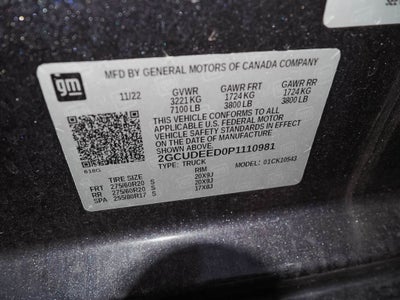 gm
MFD BY GENERAL MOTORS OF CANADA COMPANY
11/22
GVWR GAWR FRT GAWR RR
3221 KG 1724 KG 1724 KG
7100 LB 3800 LB 3800 LB
THIS VEHICLE CONFORMS TO ALL
APPLICABLE U.S. FEDERAL MOTOR
VEHICLE SAFETY STANDARDS IN EFFECT
ON THE DATE OF MANUFACTURE SHOWN ABOVE.
2GCUDEED0P1110981
TYPE: TRUCK MODEL: 01CK10543
618G
TIRE SIZE RIM
FRT 275/60R20 S 20X9J
RR 275/60R20 S 20X9J
SPA 255/80R17 S 17X8J